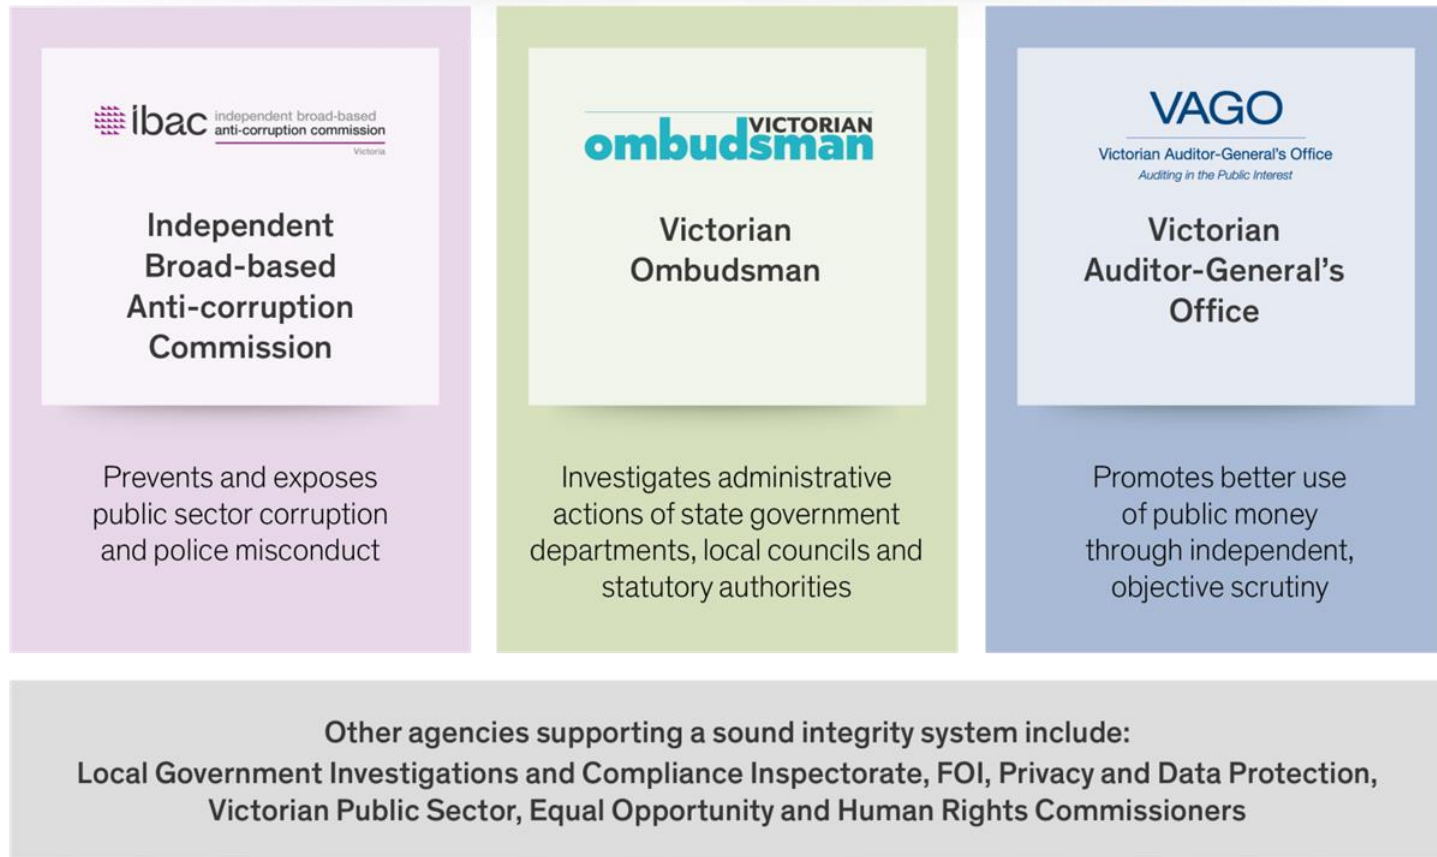 ibac independent broad-based
anti-corruption commission
Victoria
Independent
Broad-based
Anti-corruption
Commission
Prevents and exposes
public sector corruption
and police misconduct
VICTORIAN
ombudsman
Victorian
Ombudsman
Investigates administrative
actions of state government
departments, local councils and
statutory authorities
VAGO
Victorian Auditor-General's Office
Auditing in the Public Interest
Victorian
Auditor-General’s
Office
Promotes better use
of public money
through independent,
objective scrutiny
Other agencies supporting a sound integrity system include:
Local Government Investigations and Compliance Inspectorate, FOI, Privacy and Data Protection,
Victorian Public Sector, Equal Opportunity and Human Rights Commissioners